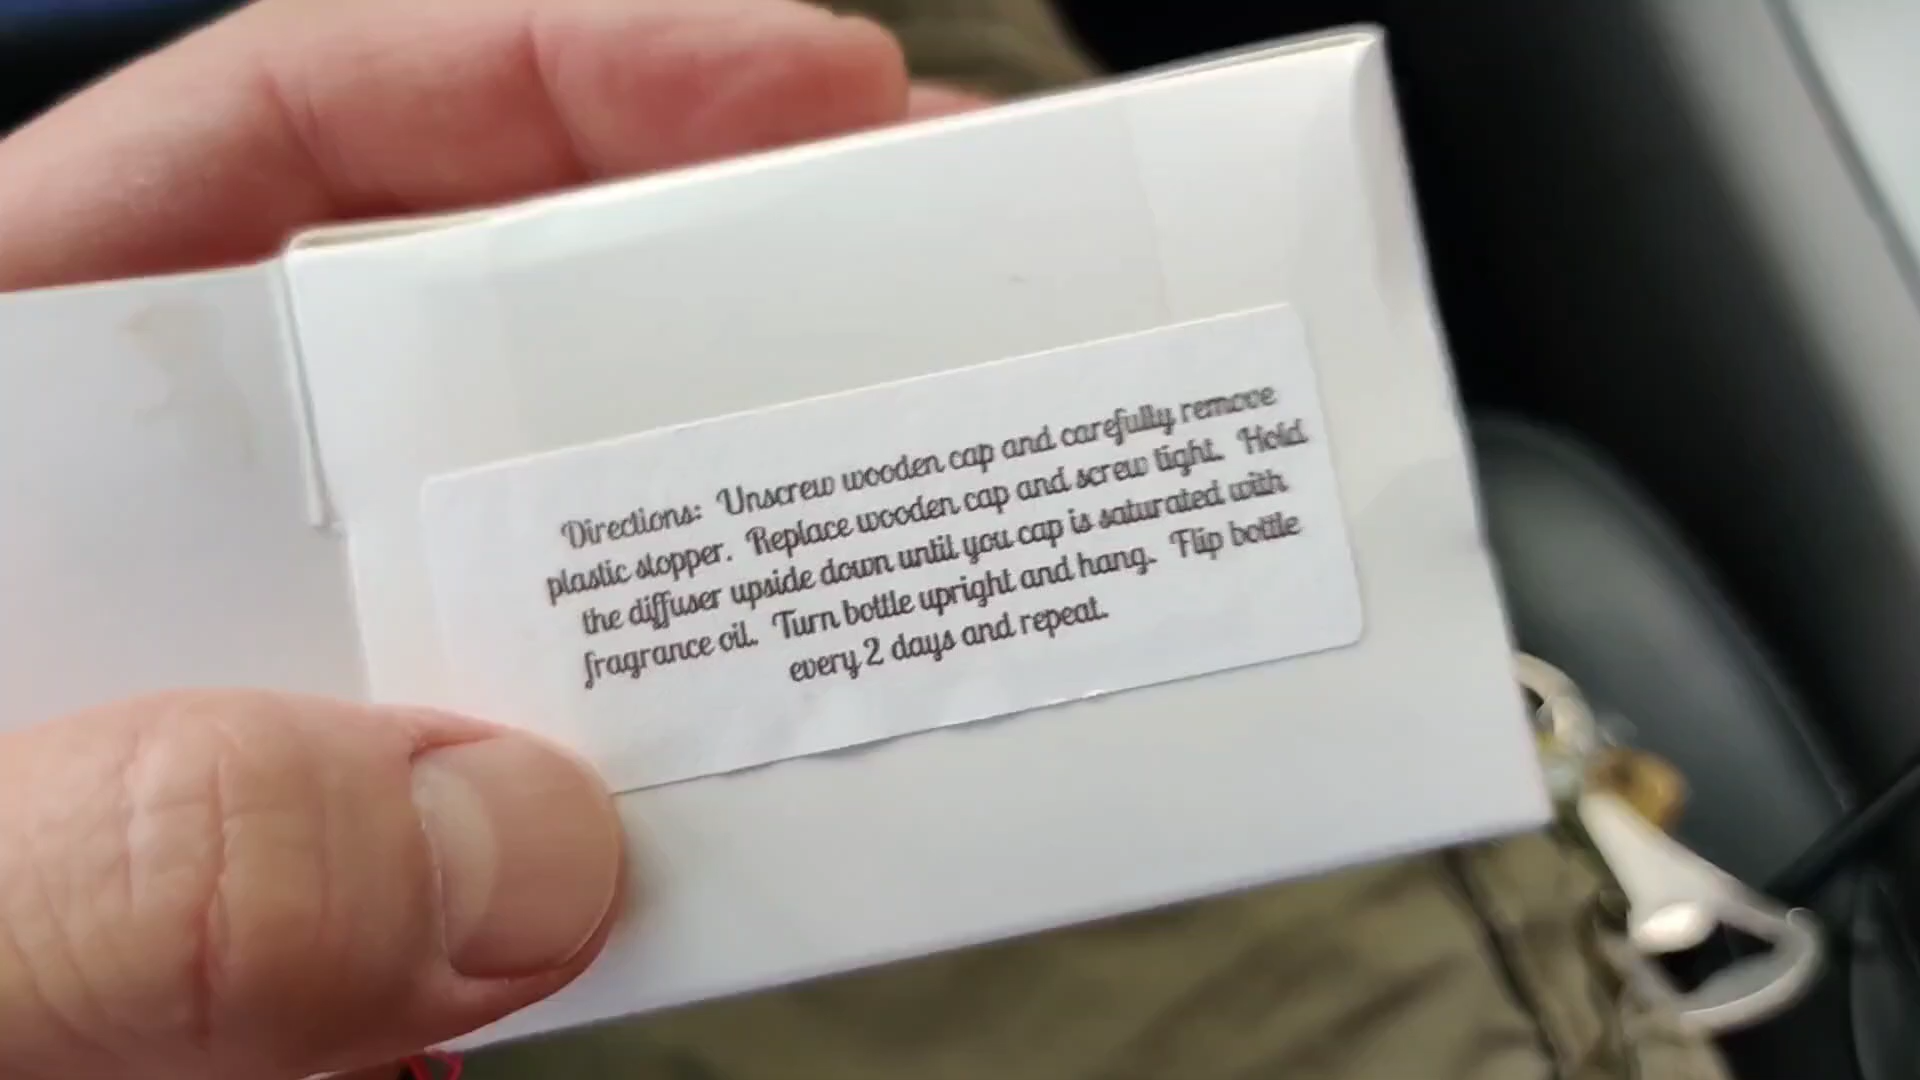 Directions: Unscrew wooden cap and carefully remove
plastic stopper. Replace wooden cap and screw tight. Hold
the diffuser upside down until you cap is saturated with
fragrance oil. Turn bottle upright and hang. Flip bottle
every 2 days and repeat.